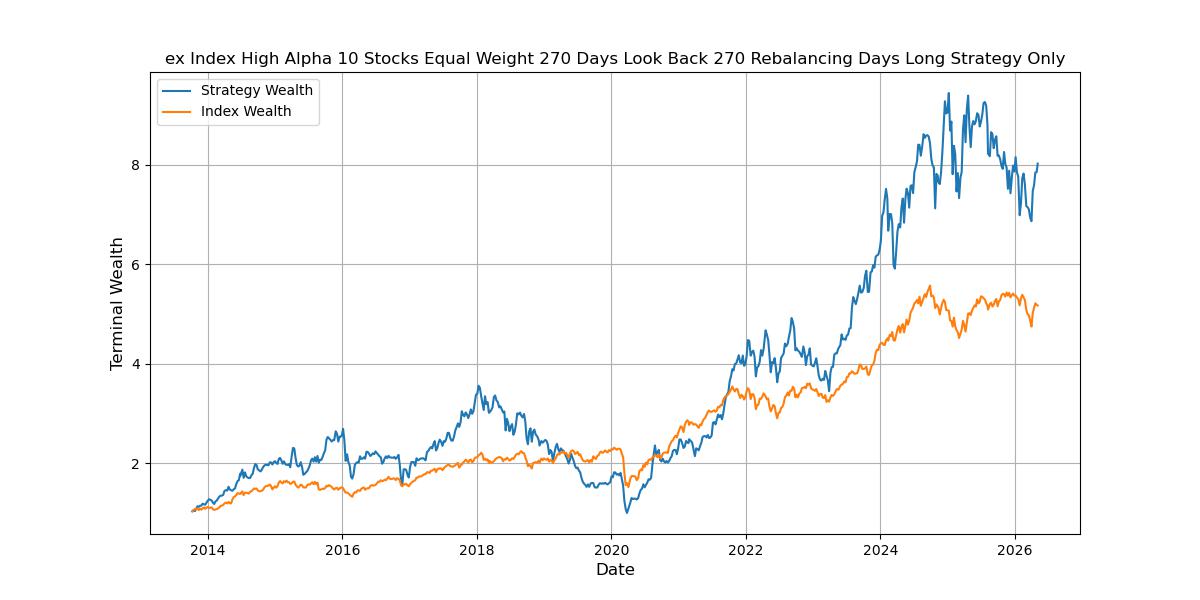 ex Index High Alpha 10 Stocks Equal Weight 270 Days Look Back 270 Rebalancing Days Long Strategy Only
Strategy Wealth
Index Wealth
Terminal Wealth
8
6
4
2
2014 2016 2018 2020 2022 2024 2026
Date